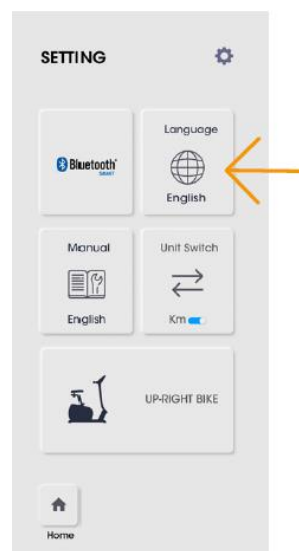 SETTING
Bluetooth
SMART
Language
English
Manual
English
Unit Switch
Km
UP-RIGHT BIKE
Home